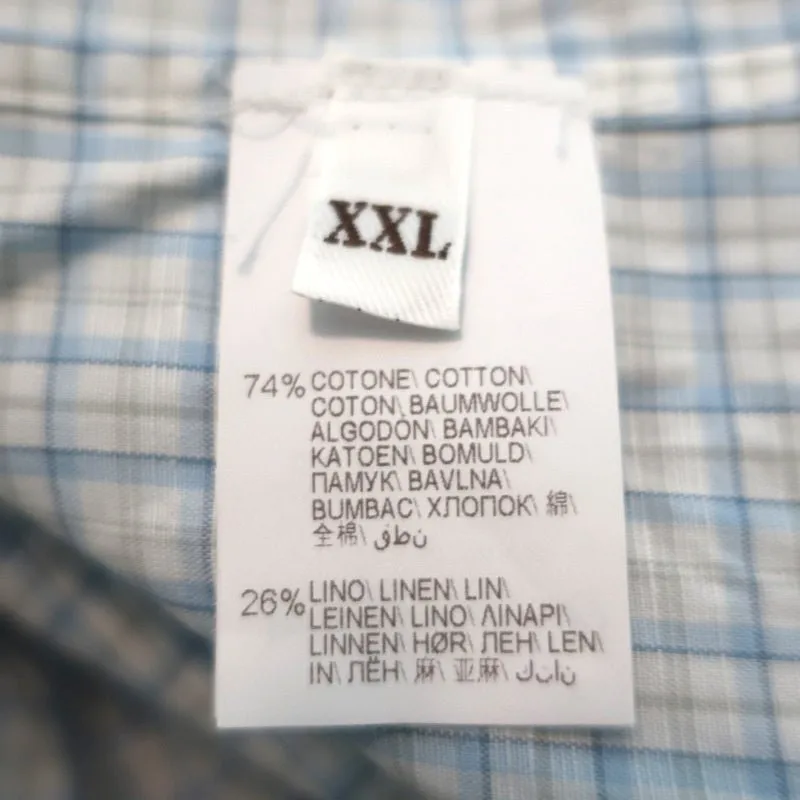 XXL
74% COTONE\ COTTON\
COTON\ BAUMWOLLE\
ALGODÒN\ BAMBAKI\
KATOEN\ BOMULD\
ПАМУК\ BAVLNA\
BUMBAC\ ХЛОПОК\ 綿\
全棉\ قطن
26% LINO\ LINEN\ LIN\
LEINEN\ LINO\ ΛΙΝΑΡΙ\
LINNEN\ HØR\ ЛЕН\ LEN\
IN\ ЛЁН\ 麻\ 亚麻\ كتان